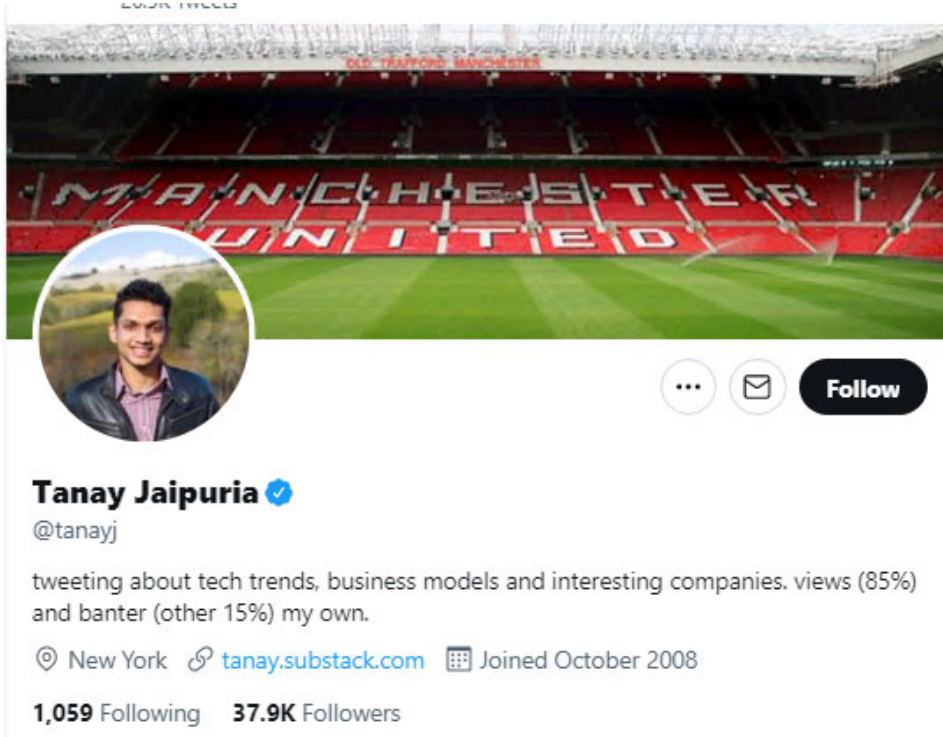 Tweets
OLD TRAFFORD MANCHESTER
MANCHESTER
UNITED
Follow
Tanay Jaipuria
@tanayj
tweeting about tech trends, business models and interesting companies. views (85%)
and banter (other 15%) my own.
New York tanay.substack.com Joined October 2008
1,059 Following 37.9K Followers